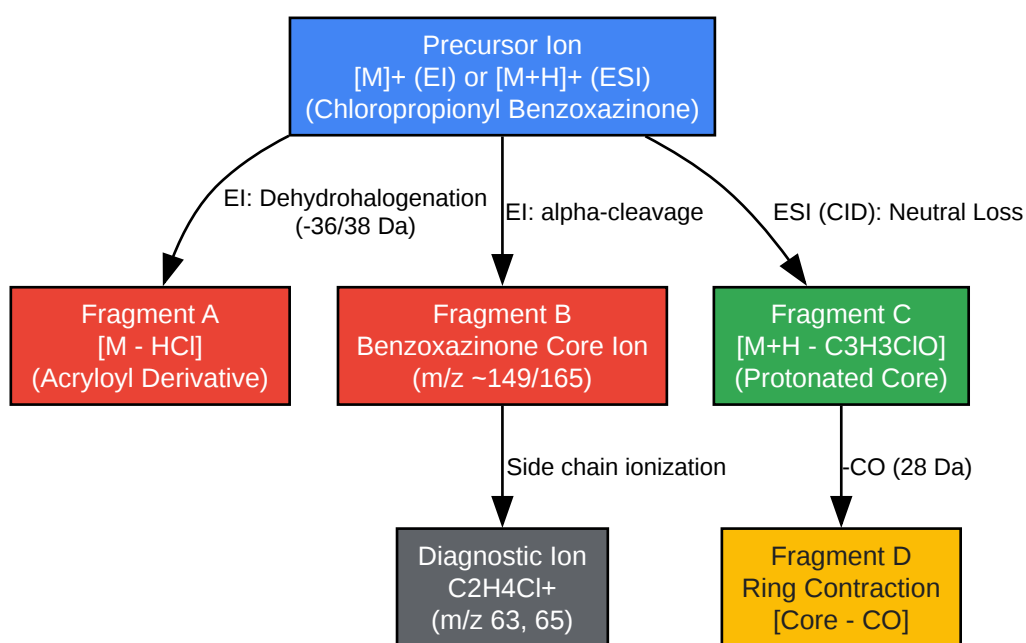 Precursor Ion
[M]+ (EI) or [M+H]+ (ESI)
(Chloropropionyl Benzoxazinone)
EI: Dehydrohalogenation
(-36/38 Da)
EI: alpha-cleavage
ESI (CID): Neutral Loss
Fragment A
[M - HCl]
(Acryloyl Derivative)
Fragment B
Benzoxazinone Core Ion
(m/z ~149/165)
Fragment C
[M+H - C3H3ClO]
(Protonated Core)
Side chain ionization
-CO (28 Da)
Diagnostic Ion
C2H4Cl+
(m/z 63, 65)
Fragment D
Ring Contraction
[Core - CO]